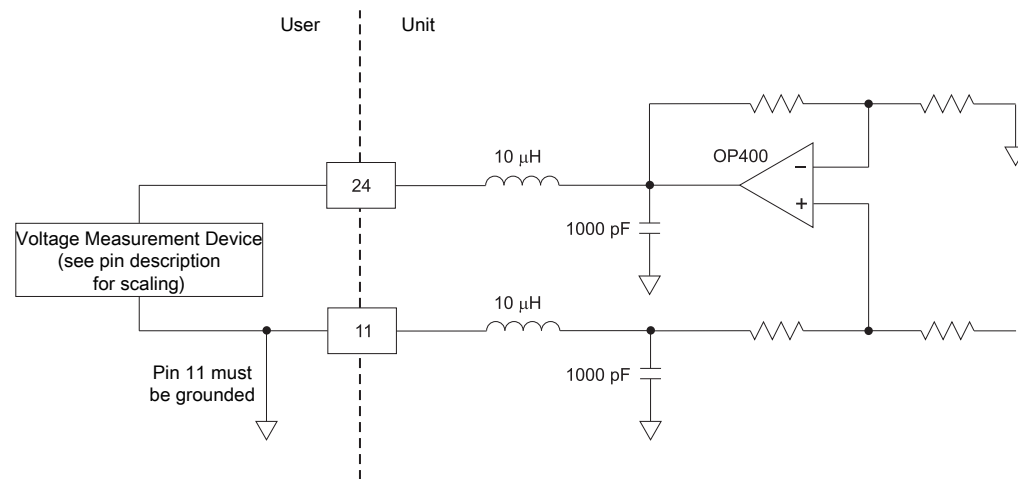 User
Unit
10 μH
OP400
−
+
24
1000 pF
Voltage Measurement Device
(see pin description
for scaling)
10 μH
11
1000 pF
Pin 11 must
be grounded